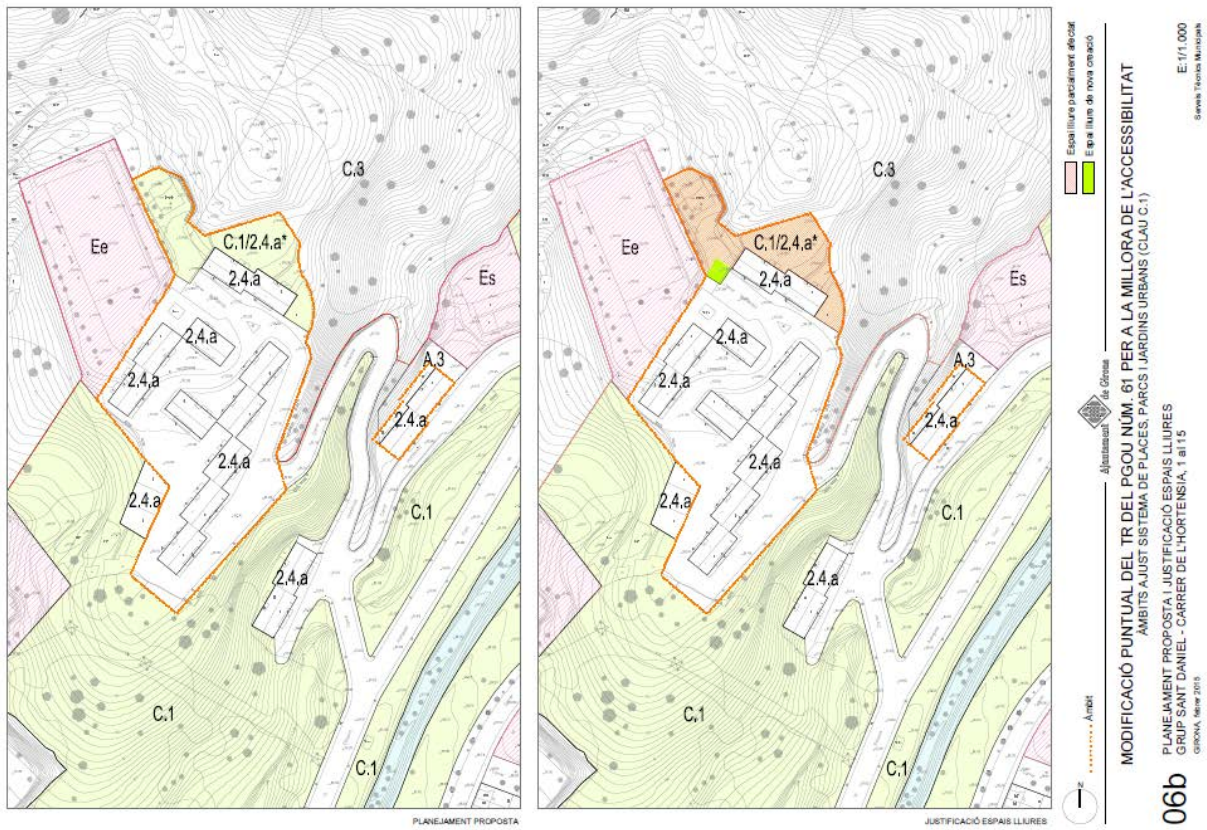 C.3
Ee
C.1/2.4.a*
2.4.a
Es
2.4.a
2.4.a
A.3
2.4.a
2.4.a
2.4.a
C.1
2.4.a
C.1
C.1
PLANEJAMENT PROPOSTA
C.3
Ee
C.1/2.4.a*
2.4.a
Es
2.4.a
2.4.a
A.3
2.4.a
2.4.a
2.4.a
C.1
2.4.a
C.1
C.1
JUSTIFICACIÓ ESPAIS LLIURES
Espai lliure parcialment afectat
Espai lliure de nova creació
N
Àmbit
Ajuntament de Girona
MODIFICACIÓ PUNTUAL DEL TR DEL PGOU NÚM. 61 PER A LA MILLORA DE L'ACCESSIBILITAT
ÀMBITS AJUST SISTEMA DE PLACES, PARCS I JARDINS URBANS (CLAU C.1)
06b
PLANEJAMENT PROPOSTA I JUSTIFICACIÓ ESPAIS LLIURES
GRUP SANT DANIEL - CARRER DE L'HORTENSIA, 1 al 15
GIRONA, febrer 2015
E: 1/1.000
Serveis Tècnics Municipals